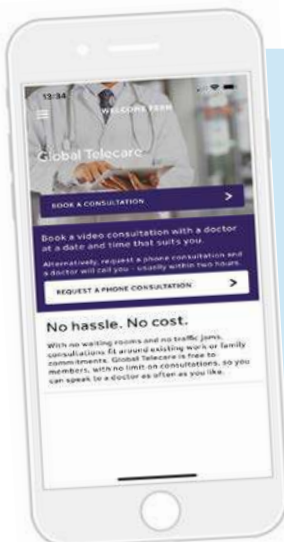 13:34
WELCOME FERN
Global Telecare
BOOK A CONSULTATION >
Book a video consultation with a doctor
at a date and time that suits you.
Alternatively, request a phone consultation and
a doctor will call you - usually within two hours.
REQUEST A PHONE CONSULTATION >
No hassle. No cost.
With no waiting rooms and no traffic jams,
consultations fit around existing work or family
commitments. Global Telecare is free to
members, with no limit on consultations, so you
can speak to a doctor as often as you like.